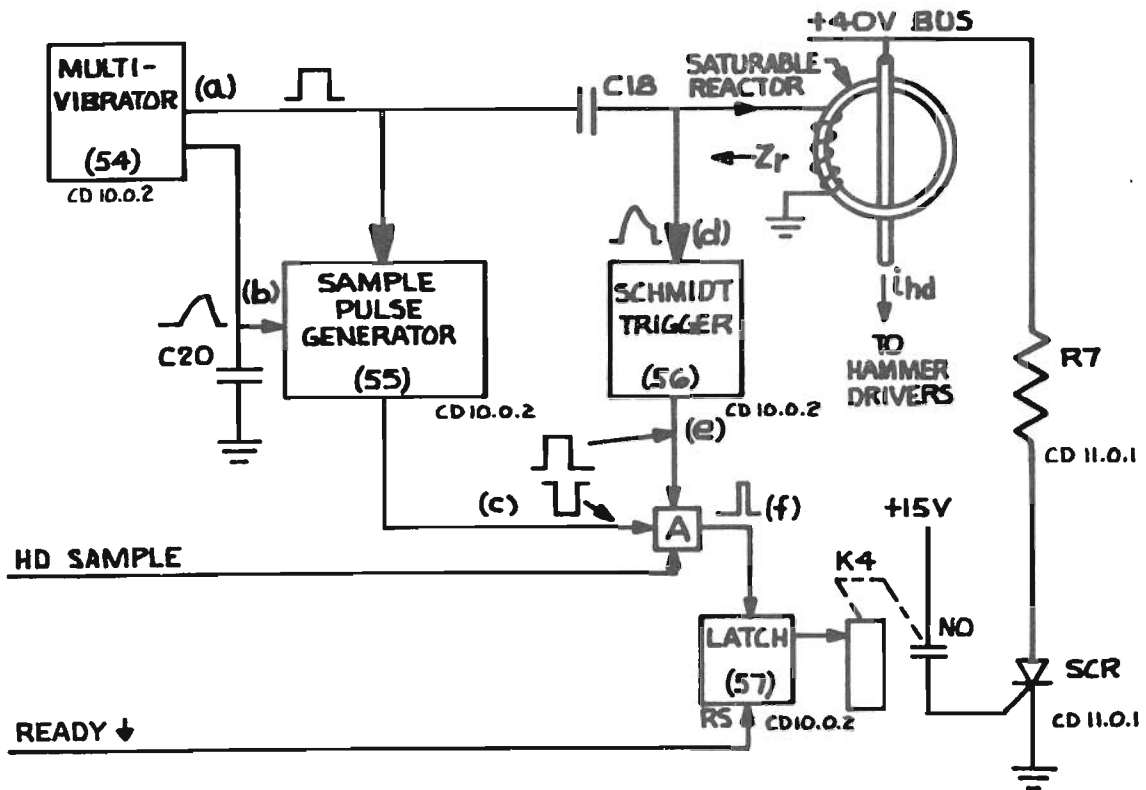 +40V BUS
MULTI-
VIBRATOR
(54)
CD 10.0.2
(a)
C18
SATURABLE
REACTOR
Zr
(b)
C20
SAMPLE
PULSE
GENERATOR
(55)
CD 10.0.2
(d)
SCHMIDT
TRIGGER
(56)
CD 10.0.2
ihd
TO
HAMMER
DRIVERS
R7
CD 11.0.1
(e)
(c)
A
(f)
HD SAMPLE
+15V
K4
NO
LATCH
(57)
RS
CD 10.0.2
SCR
CD 11.0.1
READY ↓